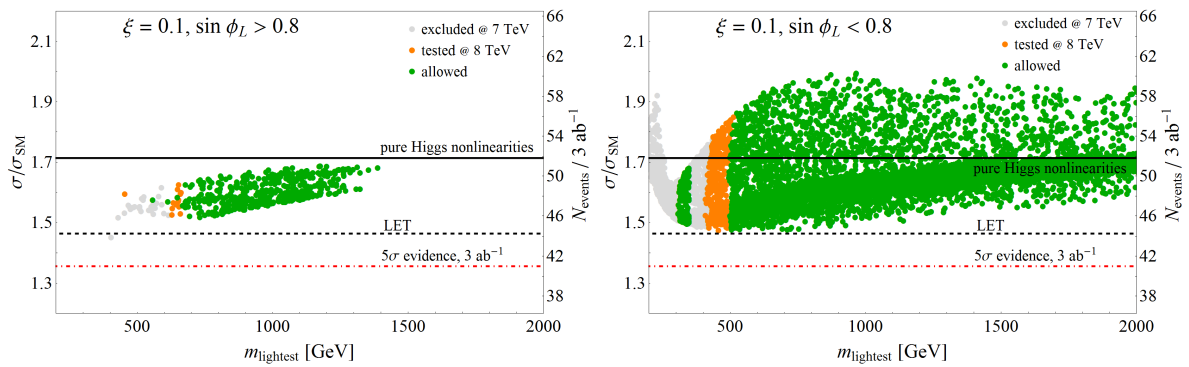 ξ = 0.1, sin ϕ_L > 0.8
excluded @ 7 TeV
tested @ 8 TeV
allowed
pure Higgs nonlinearities
LET
5σ evidence, 3 ab⁻¹
2.1
1.9
1.7
1.5
1.3
σ/σ_SM
66
62
58
54
50
46
42
38
N_events / 3 ab⁻¹
500
1000
1500
2000
m_lightest [GeV]
ξ = 0.1, sin ϕ_L < 0.8
excluded @ 7 TeV
tested @ 8 TeV
allowed
pure Higgs nonlinearities
LET
5σ evidence, 3 ab⁻¹
2.1
1.9
1.7
1.5
1.3
σ/σ_SM
66
62
58
54
50
46
42
38
N_events / 3 ab⁻¹
500
1000
1500
2000
m_lightest [GeV]